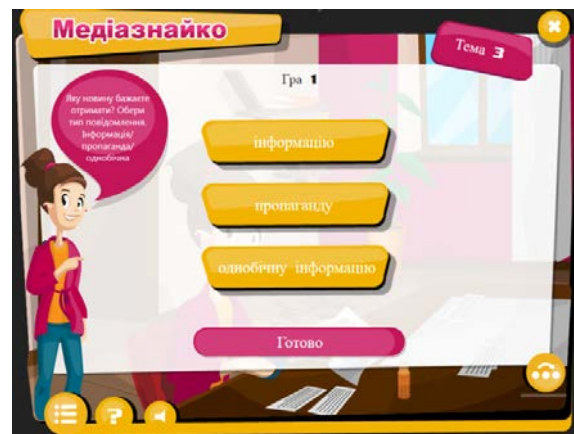 Медіазнайко
Тема 3
Гра 1
Яку новину бажаєте
отримати? Обери
тип повідомлення.
Інформація/
пропаганда/
однобічна
інформацію
пропаганду
однобічну інформацію
Готово
?